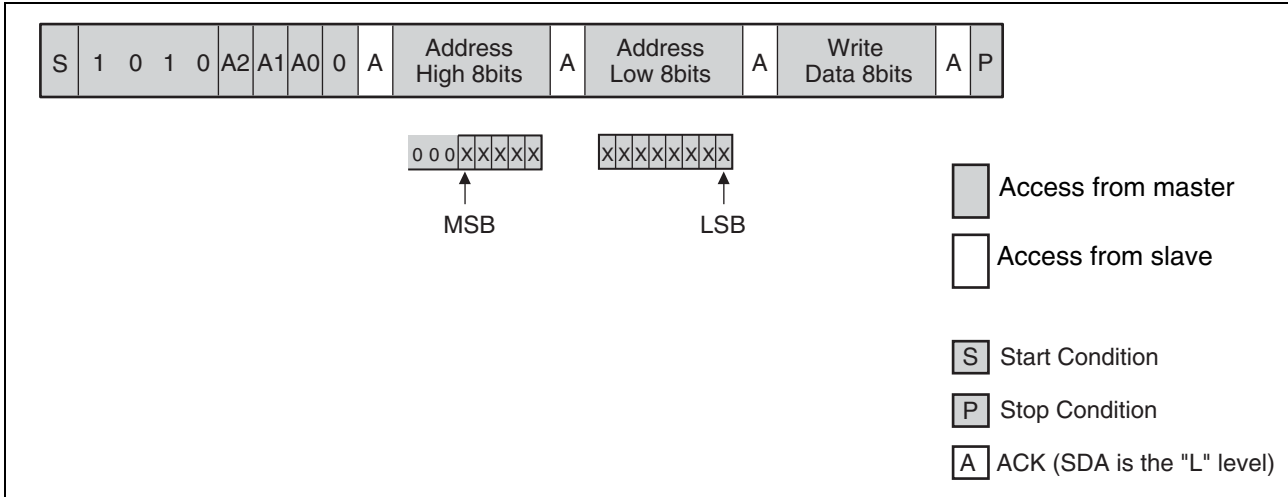 S 1 0 1 0 A2 A1 A0 0 A Address High 8bits A Address Low 8bits A Write Data 8bits A P
0 0 0 X X X X X X X X X X X X X
MSB LSB
Access from master
Access from slave
S Start Condition
P Stop Condition
A ACK (SDA is the "L" level)